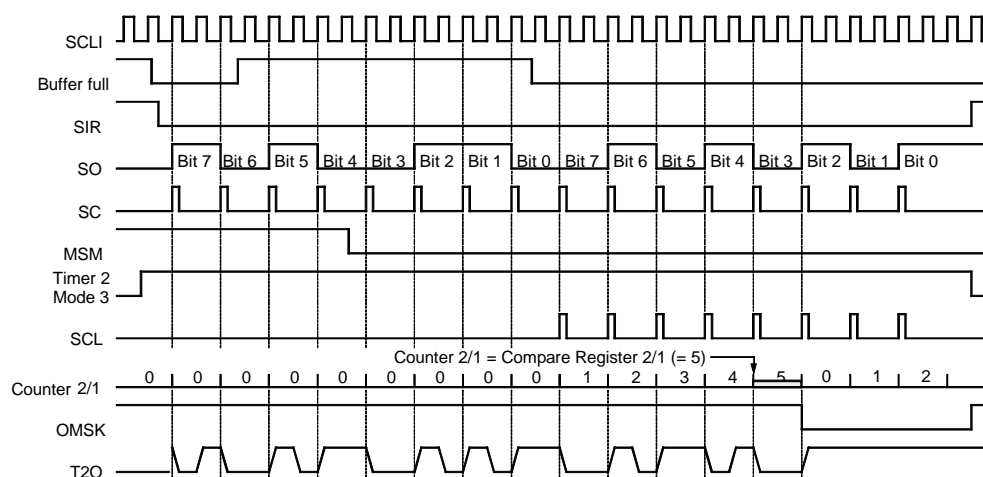 SCLI
Buffer full
SIR
Bit 7 Bit 6 Bit 5 Bit 4 Bit 3 Bit 2 Bit 1 Bit 0 Bit 7 Bit 6 Bit 5 Bit 4 Bit 3 Bit 2 Bit 1 Bit 0
SO
SC
MSM
Timer 2
Mode 3
SCL
Counter 2/1 = Compare Register 2/1 (= 5)
0 0 0 0 0 0 0 0 0 1 2 3 4 5 0 1 2
Counter 2/1
OMSK
T2O